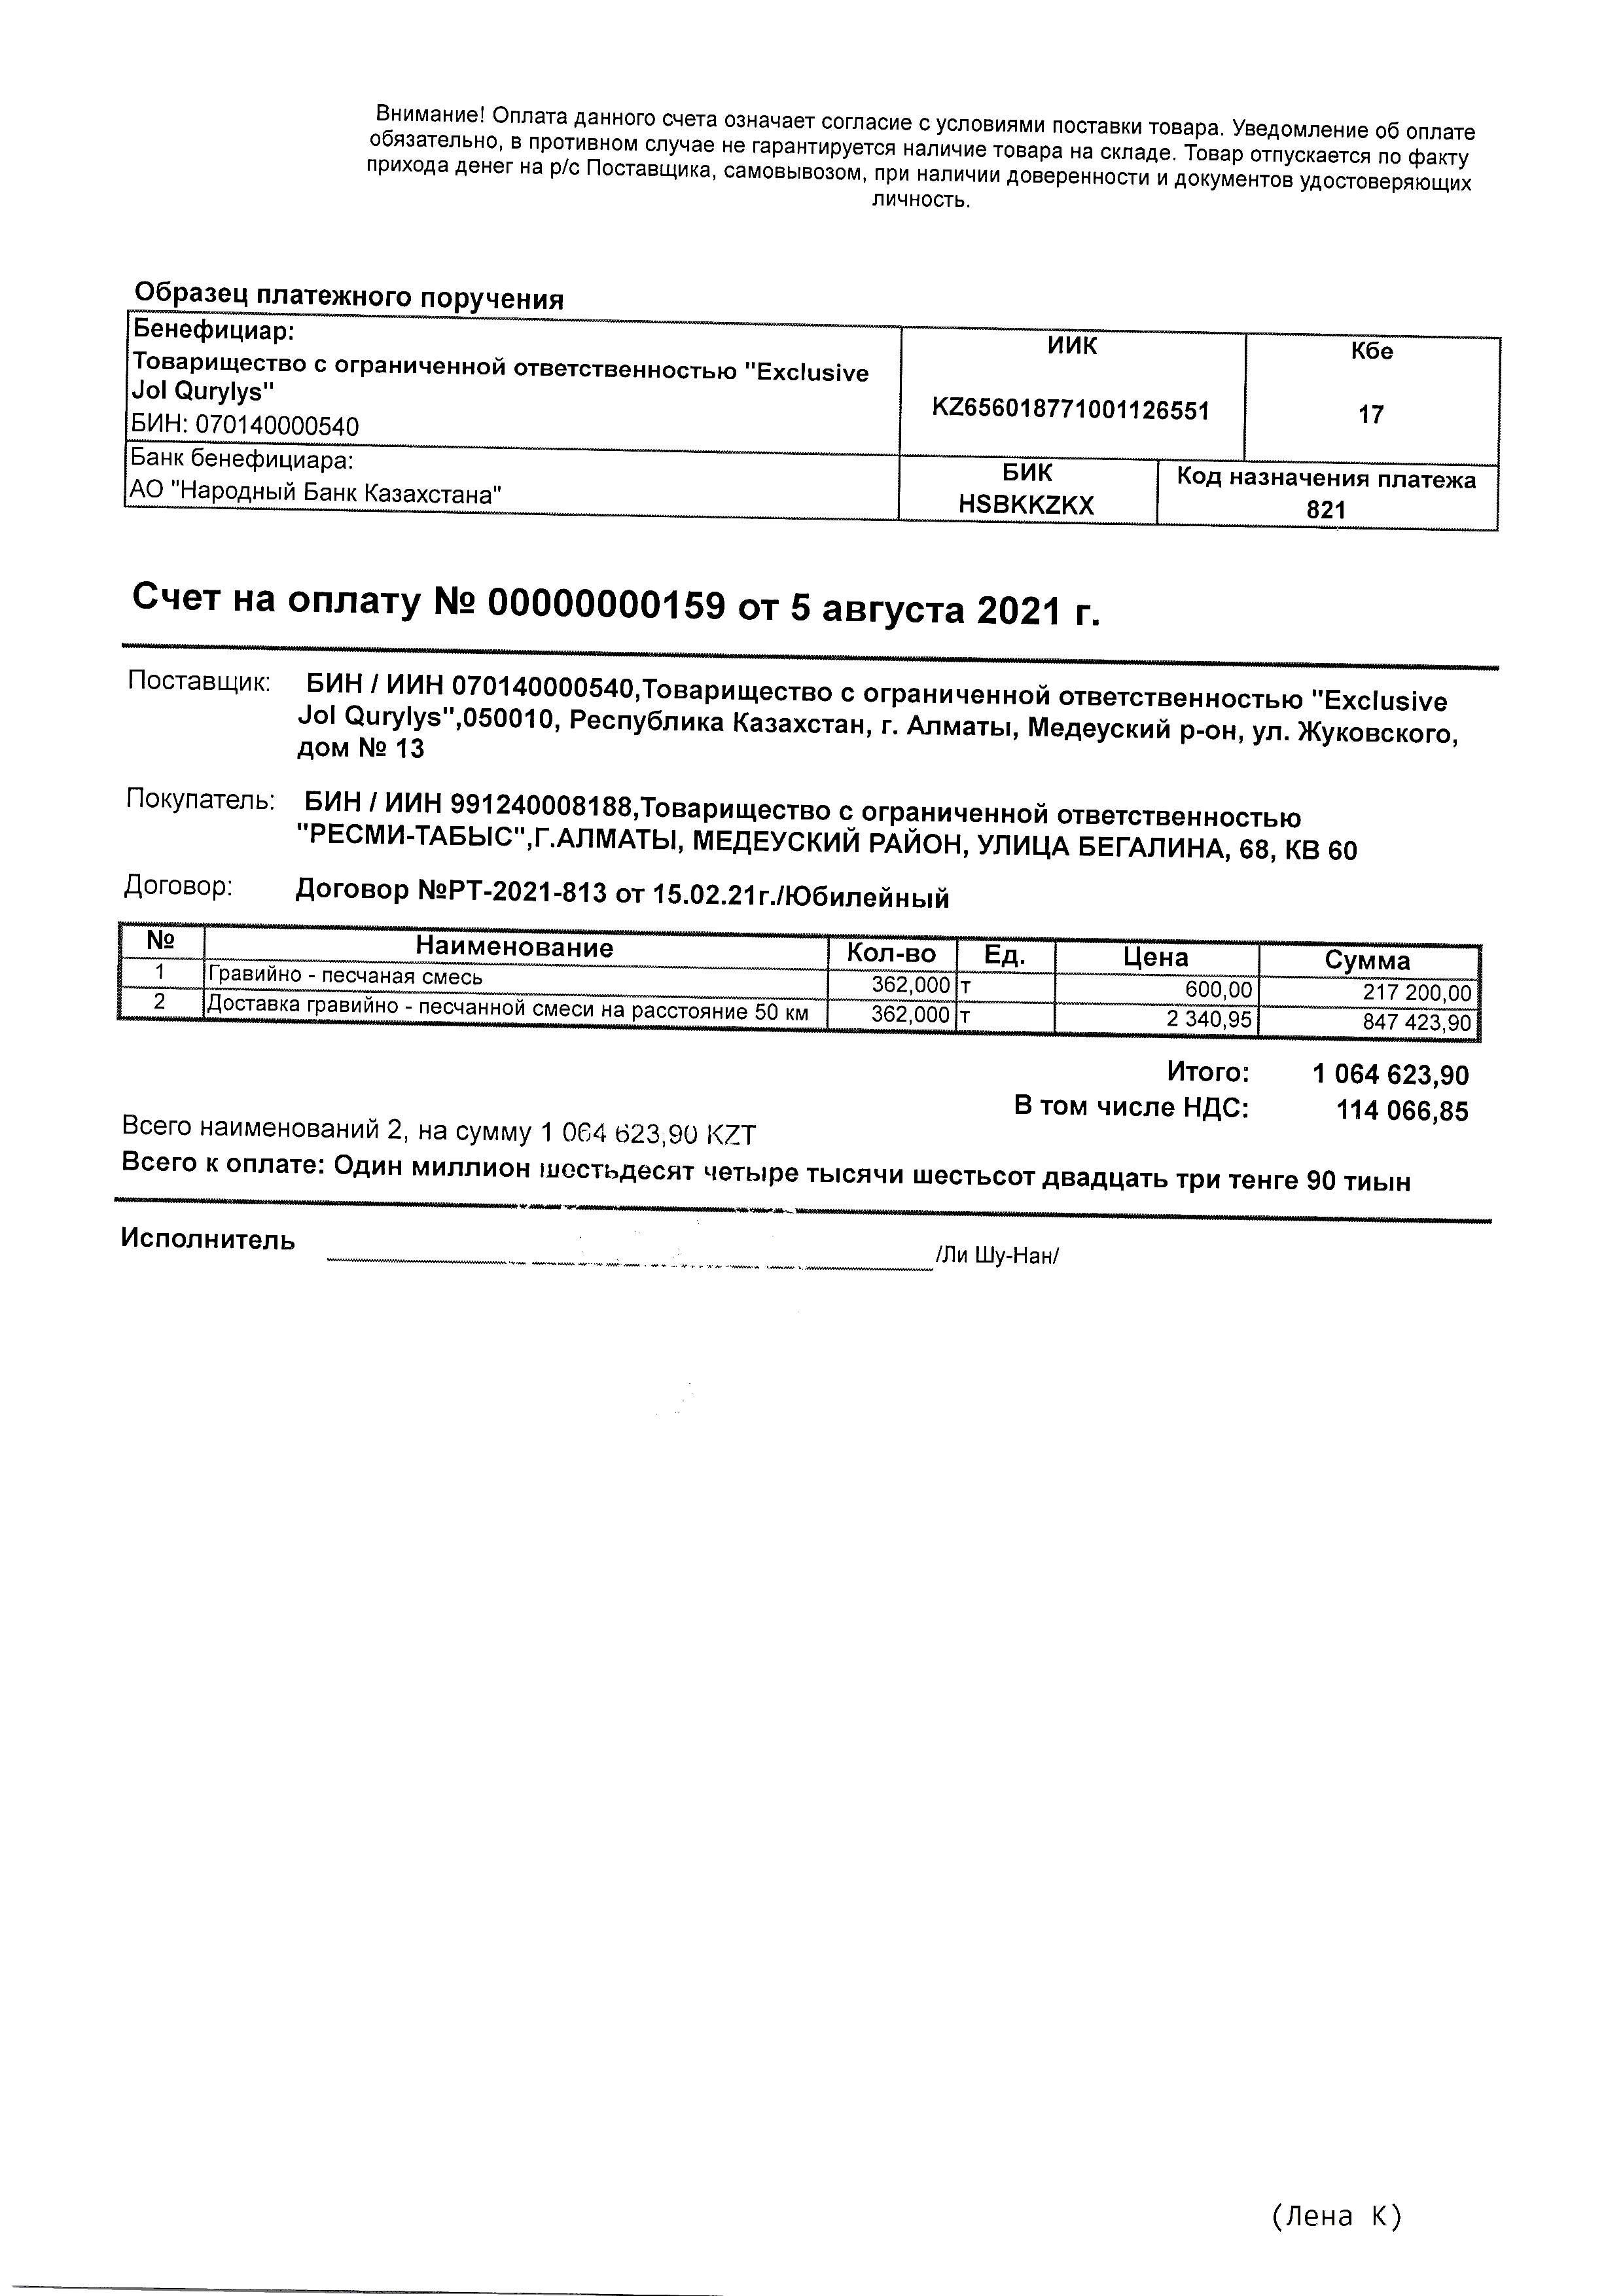 Внимание! Оплата данного счета означает согласие с условиями поставки товара. Уведомление об оплате
обязательно, в противном случае не гарантируется наличие товара на складе. Товар отпускается по факту
прихода денег на р/с Поставщика, самовывозом, при наличии доверенности и документов удостоверяющих
личность.
Образец платежного поручения
Бенефициар: ИИК Кбе
Товарищество с ограниченной ответственностью "Exclusive
Jol Qurylys" KZ656018771001126551 17
БИН: 070140000540
Банк бенефициара: БИК Код назначения платежа
АО "Народный Банк Казахстана" HSBKKZKX 821
Счет на оплату № 00000000159 от 5 августа 2021 г.
Поставщик: БИН / ИИН 070140000540,Товарищество с ограниченной ответственностью "Exclusive
Jol Qurylys",050010, Республика Казахстан, г. Алматы, Медеуский р-он, ул. Жуковского,
дом № 13
Покупатель: БИН / ИИН 991240008188,Товарищество с ограниченной ответственностью
"РЕСМИ-ТАБЫС",Г.АЛМАТЫ, МЕДЕУСКИЙ РАЙОН, УЛИЦА БЕГАЛИНА, 68, КВ 60
Договор: Договор №РТ-2021-813 от 15.02.21г./Юбилейный
№ Наименование Кол-во Ед. Цена Сумма
1 Гравийно - песчаная смесь 362,000 т 600,00 217 200,00
2 Доставка гравийно - песчанной смеси на расстояние 50 км 362,000 т 2 340,95 847 423,90
Итого: 1 064 623,90
В том числе НДС: 114 066,85
Всего наименований 2, на сумму 1 064 623,90 KZT
Всего к оплате: Один миллион шестьдесят четыре тысячи шестьсот двадцать три тенге 90 тиын
Исполнитель /Ли Шу-Нан/
(Лена К)